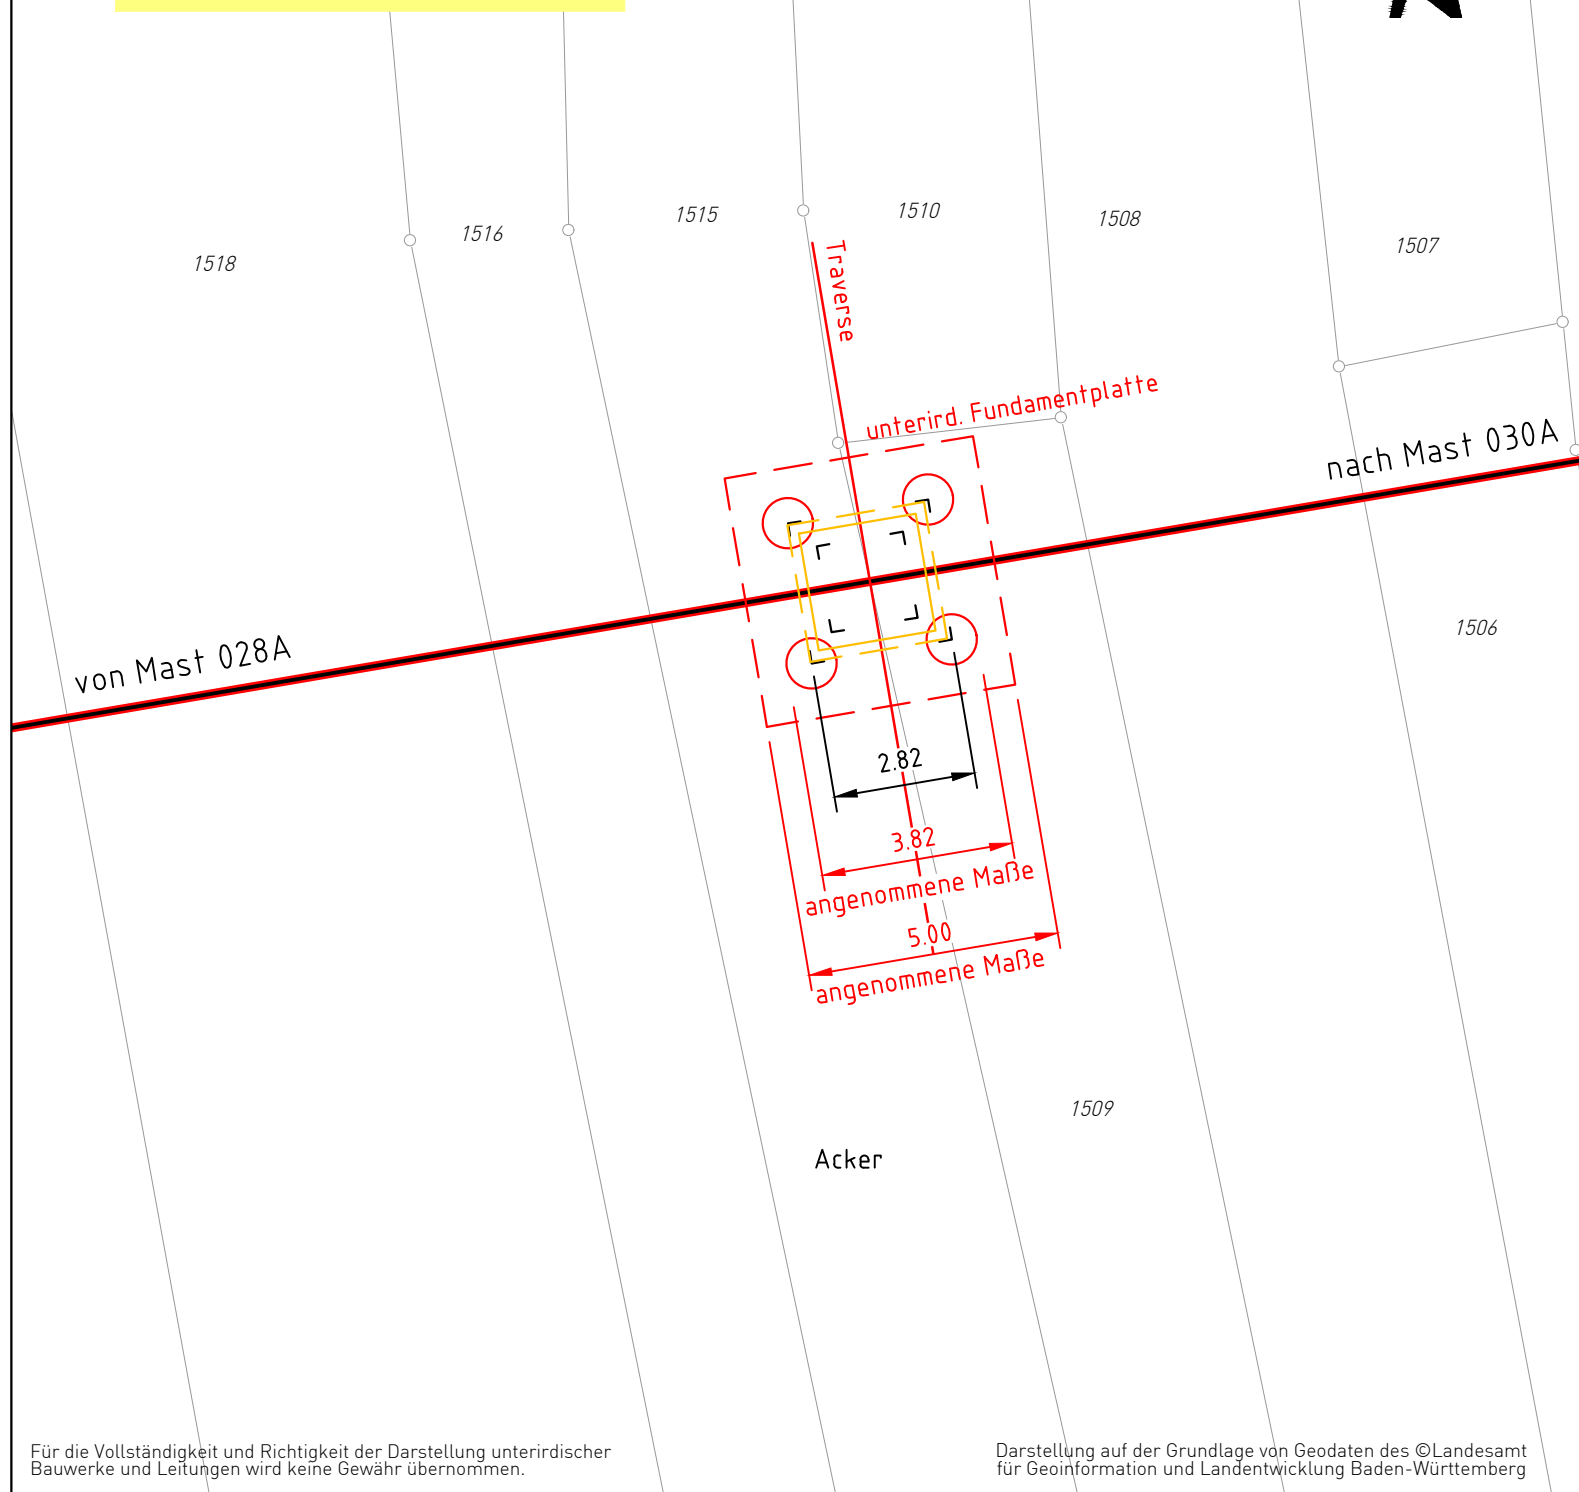 1510
1515
1508
1516
1507
1518
Traverse
unterird. Fundamentplatte
nach Mast 030A
1506
von Mast 028A
2.82
3.82
angenommene Maße
5.00
angenommene Maße
1509
Acker
Für die Vollständigkeit und Richtigkeit der Darstellung unterirdischer
Bauwerke und Leitungen wird keine Gewähr übernommen.
Darstellung auf der Grundlage von Geodaten des ©Landesamt
für Geoinformation und Landentwicklung Baden-Württemberg